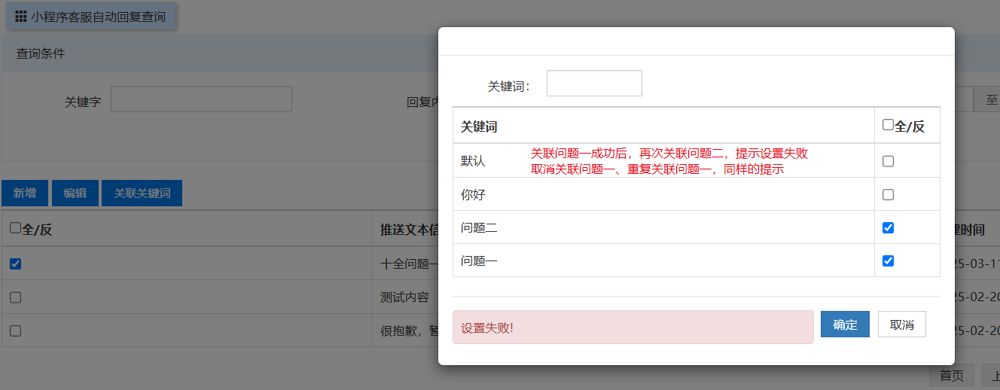 小程序客服自动回复查询
查询条件
关键字
回复内
至
新增
编辑
关联关键词
全/反
推送文本信
建时间
十全问题一
25-03-11
测试内容
25-02-20
很抱歉，暂
25-02-20
首页
上
关键词：
关键词
全/反
默认
关联问题一成功后，再次关联问题二，提示设置失败
取消关联问题一、重复关联问题一，同样的提示
你好
问题二
问题一
设置失败!
确定
取消